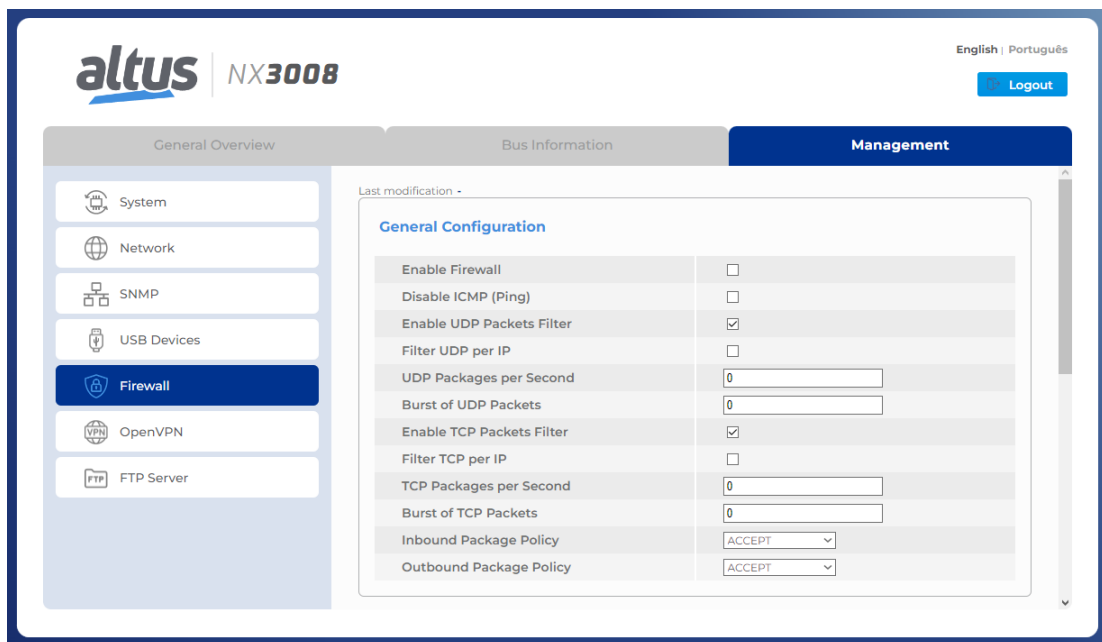 English | Português
altus NX3008
Logout
General Overview
Bus Information
Management
System
Network
SNMP
USB Devices
Firewall
VPN OpenVPN
FTP FTP Server
Last modification -
General Configuration
Enable Firewall
Disable ICMP (Ping)
Enable UDP Packets Filter
Filter UDP per IP
UDP Packages per Second 0
Burst of UDP Packets 0
Enable TCP Packets Filter
Filter TCP per IP
TCP Packages per Second 0
Burst of TCP Packets 0
Inbound Package Policy ACCEPT
Outbound Package Policy ACCEPT